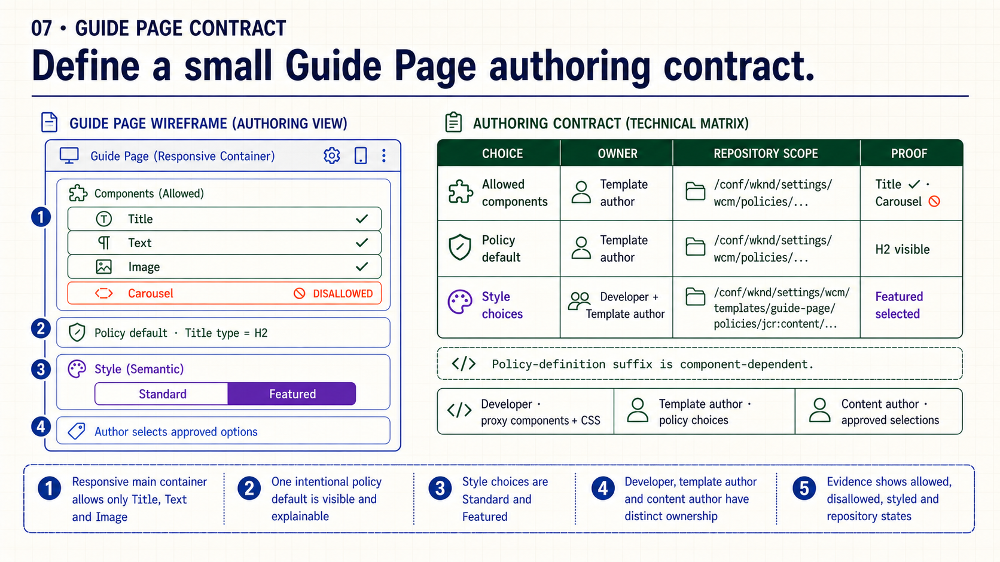 07 • GUIDE PAGE CONTRACT
Define a small Guide Page authoring contract.
GUIDE PAGE WIREFRAME (AUTHORING VIEW)
Guide Page (Responsive Container)
Components (Allowed)
1
Title
Text
Image
Carousel DISALLOWED
2
Policy default · Title type = H2
3
Style (Semantic)
Standard Featured
4
Author selects approved options
AUTHORING CONTRACT (TECHNICAL MATRIX)
CHOICE OWNER REPOSITORY SCOPE PROOF
Allowed
components
Template
author
/conf/wknd/settings/
wcm/policies/...
Title ✓ ·
Carousel
Policy
default
Template
author
/conf/wknd/settings/
wcm/policies/...
H2 visible
Style
choices
Developer +
Template author
/conf/wknd/settings/wcm/
templates/guide-page/
policies/jcr:content/...
Featured
selected
</> Policy-definition suffix is component-dependent.
</> Developer ·
proxy components + CSS
Template author ·
policy choices
Content author ·
approved selections
1
Responsive main container
allows only Title, Text
and Image
2
One intentional policy
default is visible and
explainable
3
Style choices are
Standard and
Featured
4
Developer, template author
and content author have
distinct ownership
5
Evidence shows allowed,
disallowed, styled and
repository states